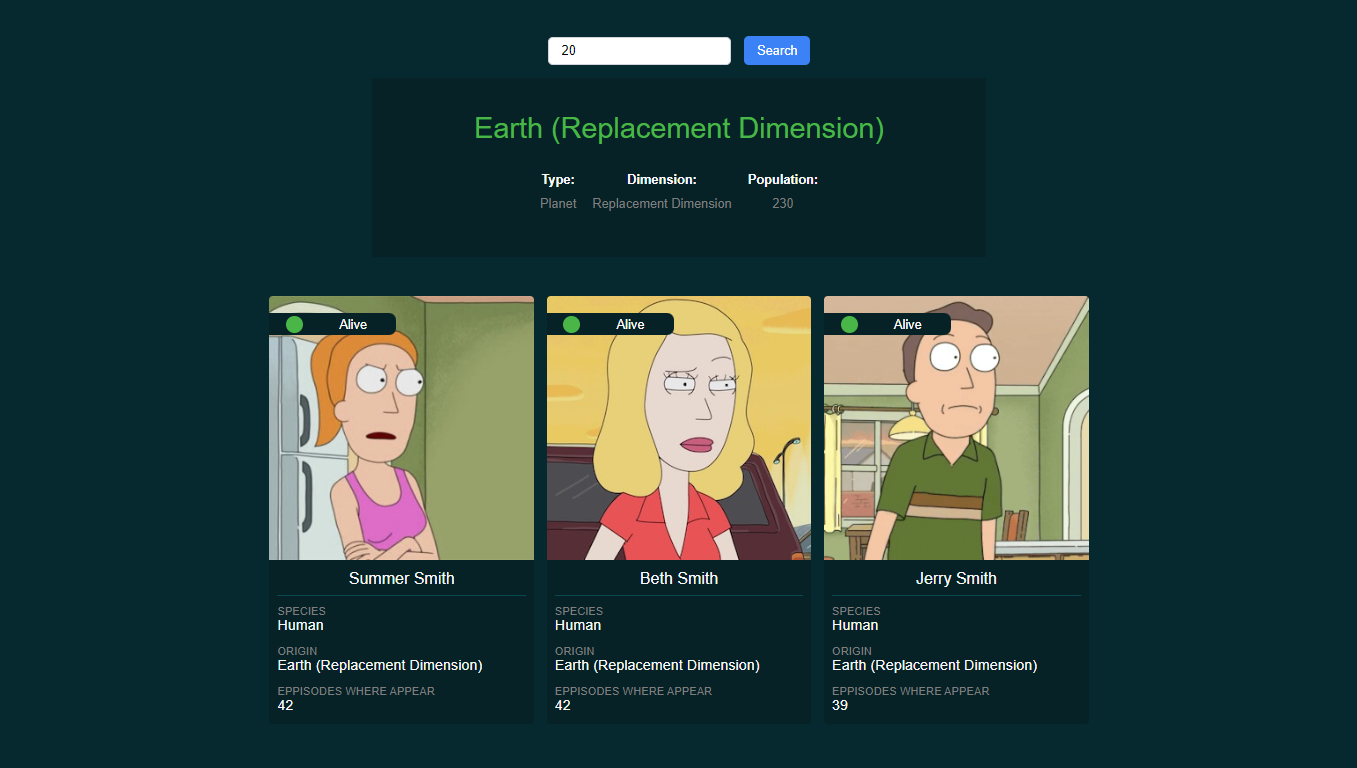 20 Search
Earth (Replacement Dimension)
Type: Dimension: Population:
Planet Replacement Dimension 230
Alive Alive Alive
Summer Smith Beth Smith Jerry Smith
SPECIES SPECIES SPECIES
Human Human Human
ORIGIN ORIGIN ORIGIN
Earth (Replacement Dimension) Earth (Replacement Dimension) Earth (Replacement Dimension)
EPPISODES WHERE APPEAR EPPISODES WHERE APPEAR EPPISODES WHERE APPEAR
42 42 39